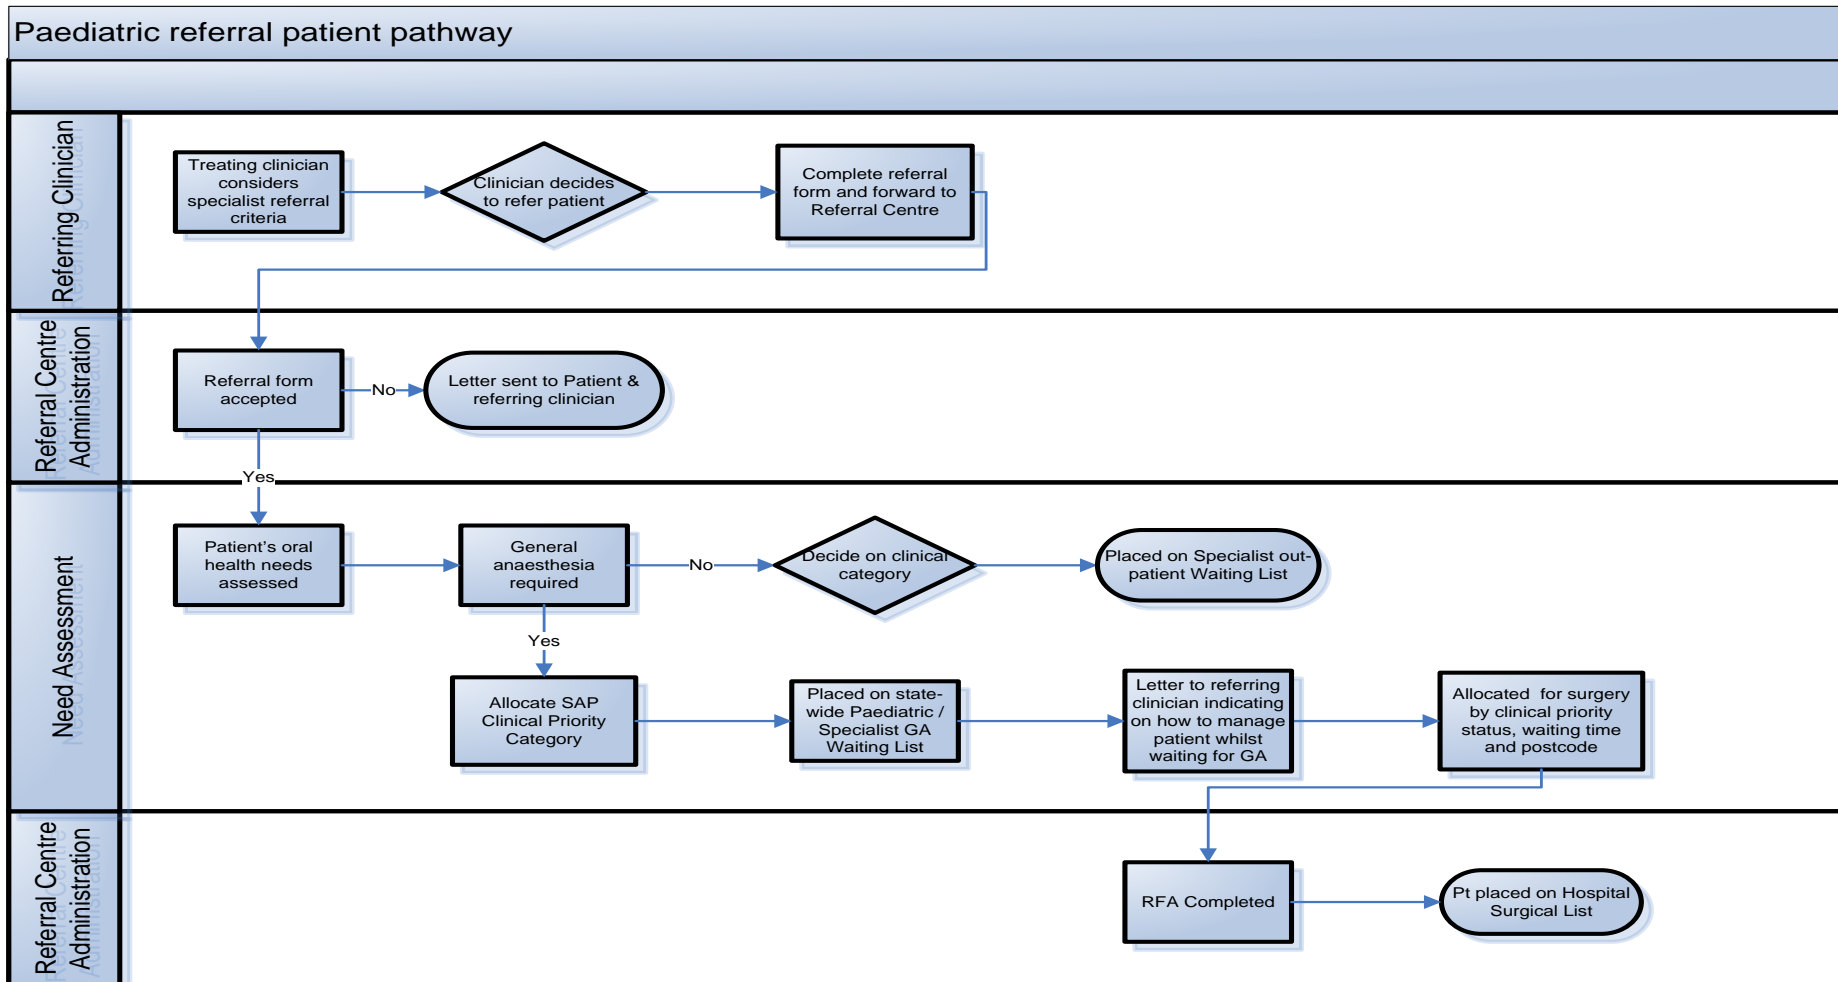 Paediatric referral patient pathway
Referring Clinician
Treating clinician
considers
specialist referral
criteria
Clinician decides
to refer patient
Complete referral
form and forward to
Referral Centre
Referral Centre
Administration
Referral form
accepted
No
Letter sent to Patient &
referring clinician
Yes
Need Assessment
Patient's oral
health needs
assessed
General
anaesthesia
required
No
Decide on clinical
category
Placed on Specialist out-
patient Waiting List
Yes
Allocate SAP
Clinical Priority
Category
Placed on state-
wide Paediatric /
Specialist GA
Waiting List
Letter to referring
clinician indicating
on how to manage
patient whilst
waiting for GA
Allocated  for surgery
by clinical priority
status, waiting time
and postcode
Referral Centre
Administration
RFA Completed
Pt placed on Hospital
Surgical List